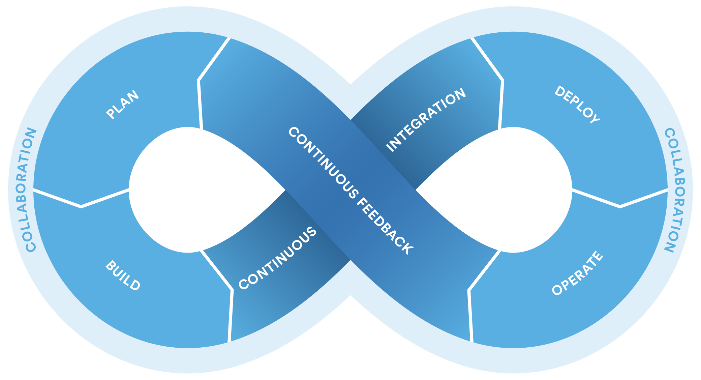 COLLABORATION
PLAN
BUILD
CONTINUOUS
INTEGRATION
CONTINUOUS FEEDBACK
DEPLOY
OPERATE
COLLABORATION